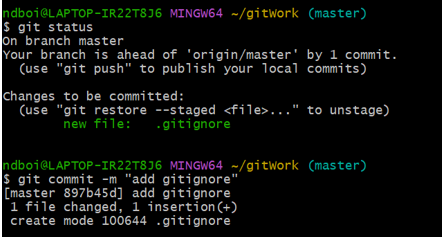 ndboi@LAPTOP-IR22T8J6 MINGW64 ~/gitWork (master)
$ git status
On branch master
Your branch is ahead of 'origin/master' by 1 commit.
  (use "git push" to publish your local commits)

Changes to be committed:
  (use "git restore --staged <file>..." to unstage)
        new file:   .gitignore

ndboi@LAPTOP-IR22T8J6 MINGW64 ~/gitWork (master)
$ git commit -m "add gitignore"
[master 897b45d] add gitignore
 1 file changed, 1 insertion(+)
 create mode 100644 .gitignore